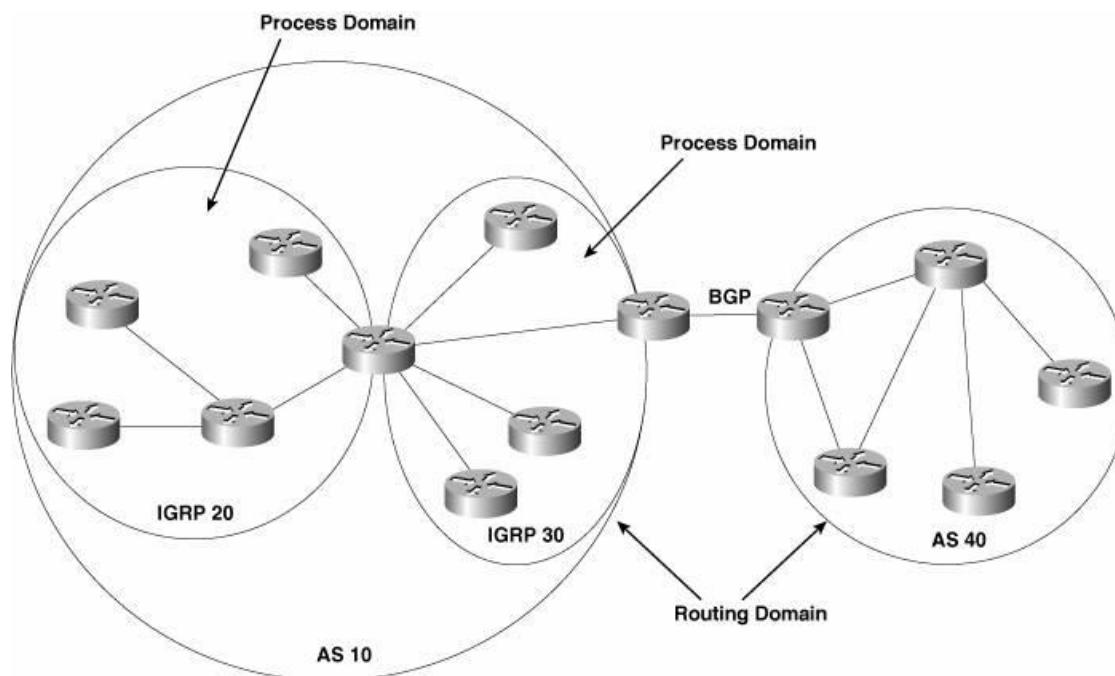 Process Domain
Process Domain
BGP
IGRP 20
IGRP 30
AS 40
Routing Domain
AS 10